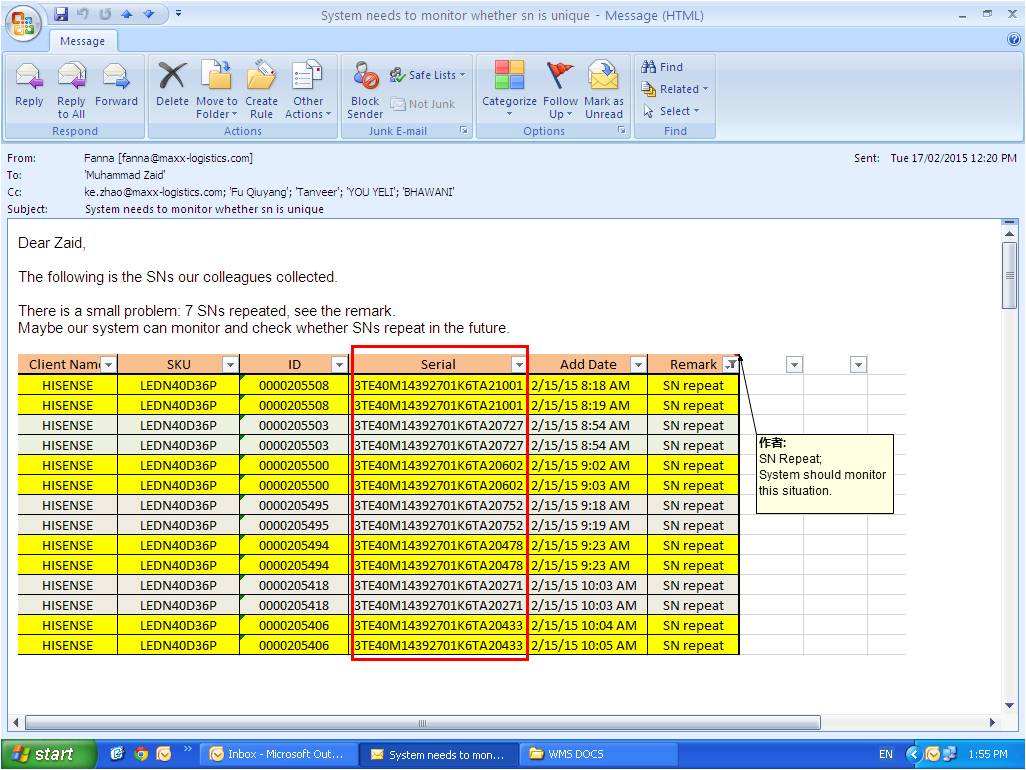 System needs to monitor whether sn is unique - Message (HTML)
Message
Reply
Reply to All
Forward
Respond
Delete
Move to Folder
Create Rule
Other Actions
Actions
Block Sender
Safe Lists
Not Junk
Junk E-mail
Categorize
Follow Up
Mark as Unread
Options
Find
Related
Select
Find
From: Fanna [fanna@maxx-logistics.com] Sent: Tue 17/02/2015 12:20 PM
To: 'Muhammad Zaid'
Cc: ke.zhao@maxx-logistics.com; 'Fu Qiuyang'; 'Tanveer'; 'YOU YELI'; 'BHAWANI'
Subject: System needs to monitor whether sn is unique
Dear Zaid,
The following is the SNs our colleagues collected.
There is a small problem: 7 SNs repeated, see the remark.
Maybe our system can monitor and check whether SNs repeat in the future.
Client Nam SKU ID Serial Add Date Remark
HISENSE LEDN40D36P 0000205508 3TE40M14392701K6TA21001 2/15/15 8:18 AM SN repeat
HISENSE LEDN40D36P 0000205508 3TE40M14392701K6TA21001 2/15/15 8:19 AM SN repeat
HISENSE LEDN40D36P 0000205503 3TE40M14392701K6TA20727 2/15/15 8:54 AM SN repeat
HISENSE LEDN40D36P 0000205503 3TE40M14392701K6TA20727 2/15/15 8:54 AM SN repeat
HISENSE LEDN40D36P 0000205500 3TE40M14392701K6TA20602 2/15/15 9:02 AM SN repeat
HISENSE LEDN40D36P 0000205500 3TE40M14392701K6TA20602 2/15/15 9:03 AM SN repeat
HISENSE LEDN40D36P 0000205495 3TE40M14392701K6TA20752 2/15/15 9:18 AM SN repeat
HISENSE LEDN40D36P 0000205495 3TE40M14392701K6TA20752 2/15/15 9:19 AM SN repeat
HISENSE LEDN40D36P 0000205494 3TE40M14392701K6TA20478 2/15/15 9:23 AM SN repeat
HISENSE LEDN40D36P 0000205494 3TE40M14392701K6TA20478 2/15/15 9:23 AM SN repeat
HISENSE LEDN40D36P 0000205418 3TE40M14392701K6TA20271 2/15/15 10:03 AM SN repeat
HISENSE LEDN40D36P 0000205418 3TE40M14392701K6TA20271 2/15/15 10:03 AM SN repeat
HISENSE LEDN40D36P 0000205406 3TE40M14392701K6TA20433 2/15/15 10:04 AM SN repeat
HISENSE LEDN40D36P 0000205406 3TE40M14392701K6TA20433 2/15/15 10:05 AM SN repeat
作者:
SN Repeat;
System should monitor
this situation.
start
Inbox - Microsoft Out...
System needs to mon...
WMS DOCS
EN
1:55 PM